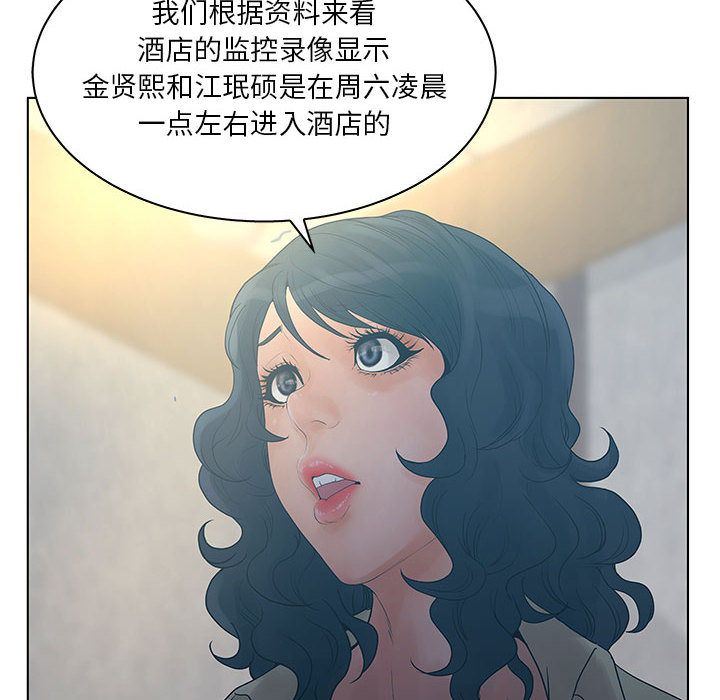 我们根据资料来看
酒店的监控录像显示
金贤熙和江珉硕是在周六凌晨
一点左右进入酒店的